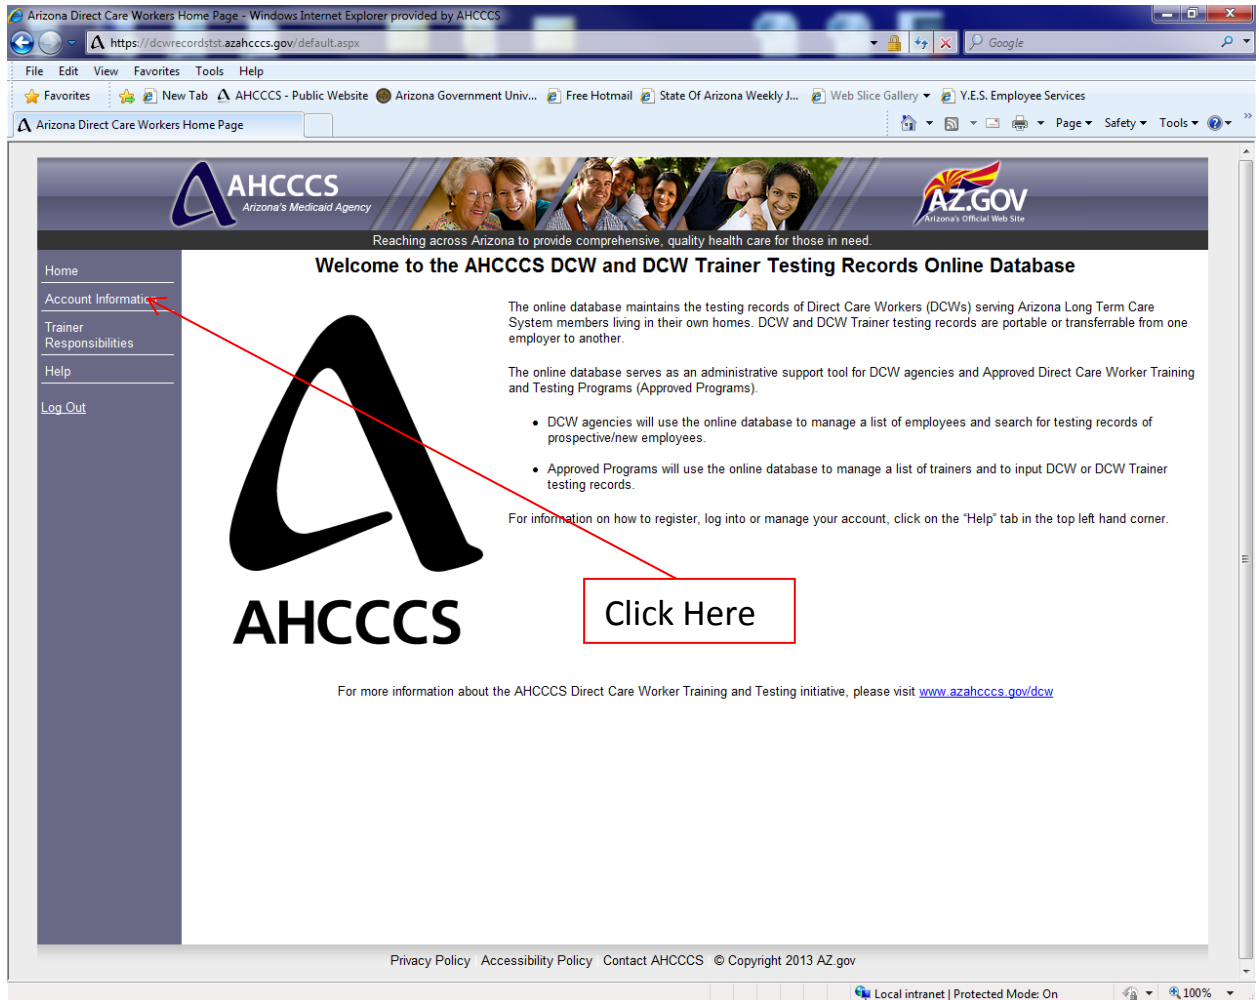 Arizona Direct Care Workers Home Page - Windows Internet Explorer provided by AHCCCS
https://dcwrecordstst.azahcccs.gov/default.aspx
Google
File Edit View Favorites Tools Help
Favorites New Tab AHCCCS - Public Website Arizona Government Univ... Free Hotmail State Of Arizona Weekly J... Web Slice Gallery Y.E.S. Employee Services
Arizona Direct Care Workers Home Page
Page Safety Tools
AHCCCS
Arizona's Medicaid Agency
AZ.GOV
Arizona's Official Web Site
Reaching across Arizona to provide comprehensive, quality health care for those in need.
Home
Account Information
Trainer
Responsibilities
Help
Log Out
Welcome to the AHCCCS DCW and DCW Trainer Testing Records Online Database
The online database maintains the testing records of Direct Care Workers (DCWs) serving Arizona Long Term Care
System members living in their own homes. DCW and DCW Trainer testing records are portable or transferrable from one
employer to another.
The online database serves as an administrative support tool for DCW agencies and Approved Direct Care Worker Training
and Testing Programs (Approved Programs).
• DCW agencies will use the online database to manage a list of employees and search for testing records of
prospective/new employees.
• Approved Programs will use the online database to manage a list of trainers and to input DCW or DCW Trainer
testing records.
For information on how to register, log into or manage your account, click on the “Help” tab in the top left hand corner.
AHCCCS
Click Here
For more information about the AHCCCS Direct Care Worker Training and Testing initiative, please visit www.azahcccs.gov/dcw
Privacy Policy Accessibility Policy Contact AHCCCS © Copyright 2013 AZ.gov
Local intranet | Protected Mode: On 100%